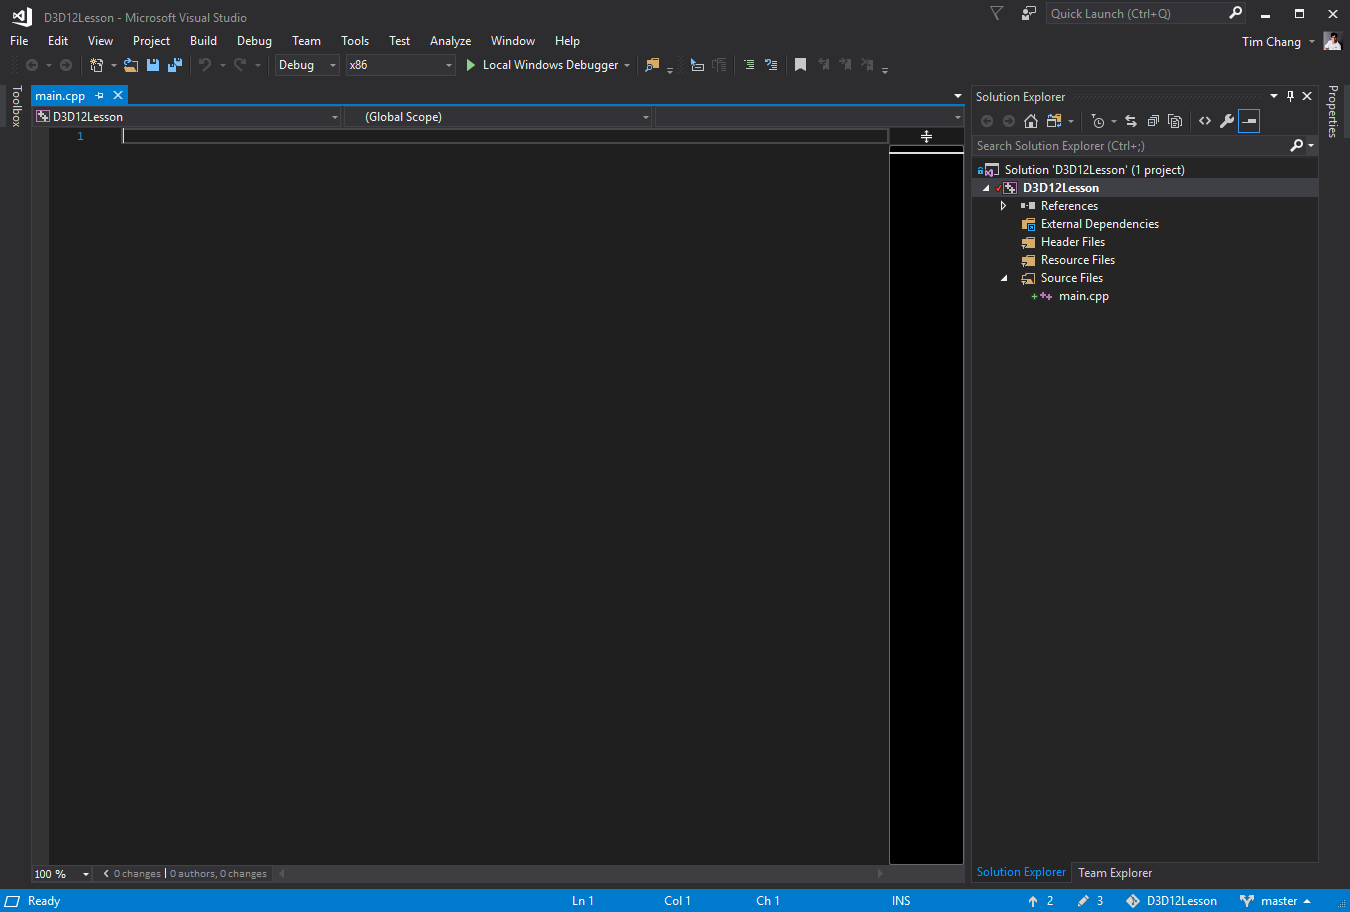 D3D12Lesson - Microsoft Visual Studio
Quick Launch (Ctrl+Q)
File Edit View Project Build Debug Team Tools Test Analyze Window Help
Tim Chang
Debug x86 Local Windows Debugger
Toolbox
main.cpp
D3D12Lesson (Global Scope)
1
100 %
0 changes | 0 authors, 0 changes
Solution Explorer
Search Solution Explorer (Ctrl+;)
Solution 'D3D12Lesson' (1 project)
D3D12Lesson
References
External Dependencies
Header Files
Resource Files
Source Files
main.cpp
Solution Explorer Team Explorer
Properties
Ready Ln 1 Col 1 Ch 1 INS 2 3 D3D12Lesson master